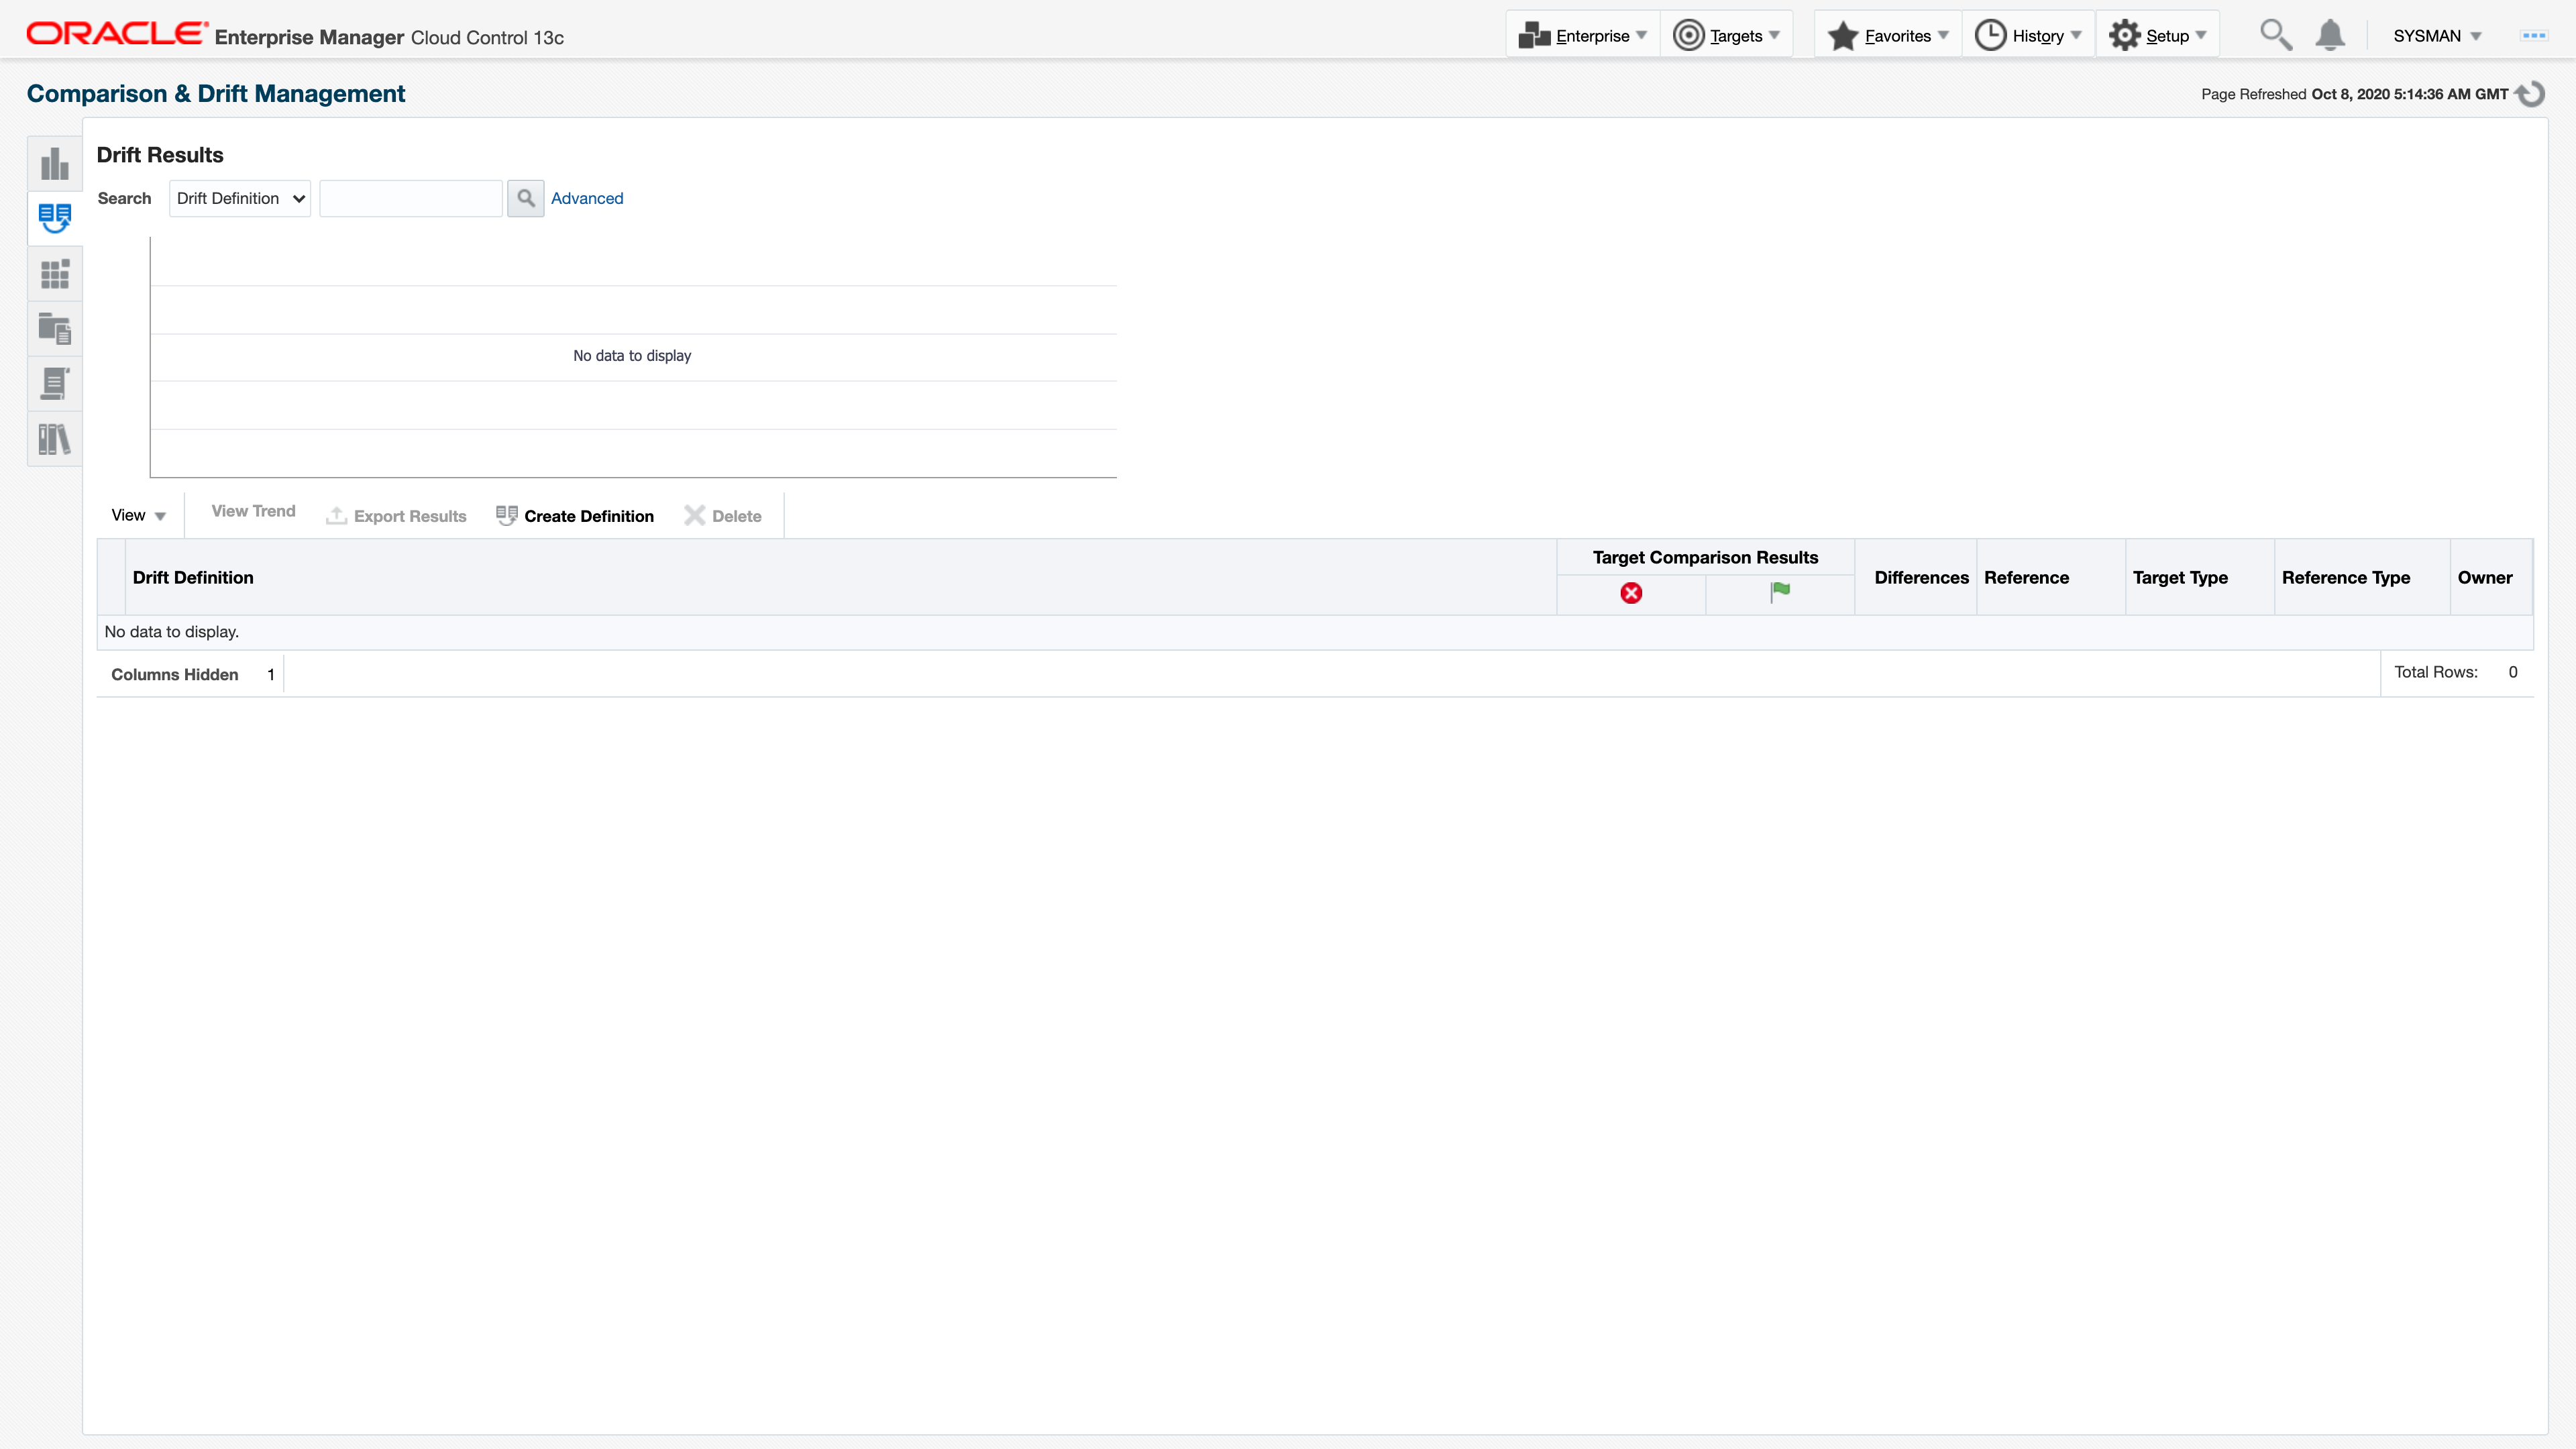 ORACLE Enterprise Manager Cloud Control 13c
Enterprise Targets Favorites History Setup SYSMAN
Comparison & Drift Management
Page Refreshed Oct 8, 2020 5:14:36 AM GMT
Drift Results
Search Drift Definition Advanced
No data to display
View View Trend Export Results Create Definition Delete
Drift Definition Target Comparison Results Differences Reference Target Type Reference Type Owner
No data to display.
Columns Hidden 1 Total Rows: 0